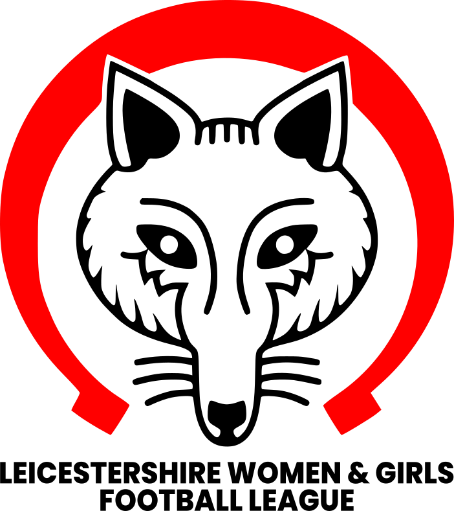 LEICESTERSHIRE WOMEN & GIRLS
FOOTBALL LEAGUE